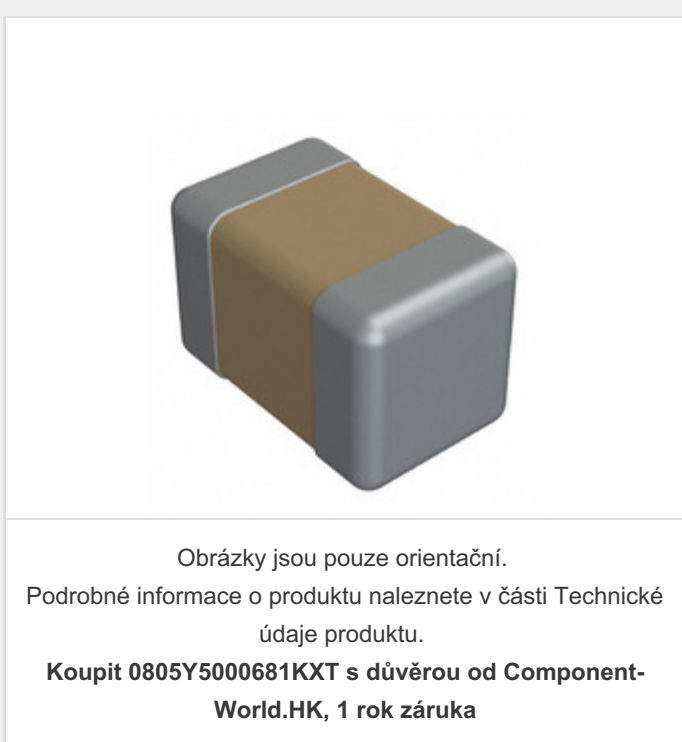 Obrázky jsou pouze orientační.
Podrobné informace o produktu naleznete v části Technické
údaje produktu.
Koupit 0805Y5000681KXT s důvěrou od Component-
World.HK, 1 rok záruka